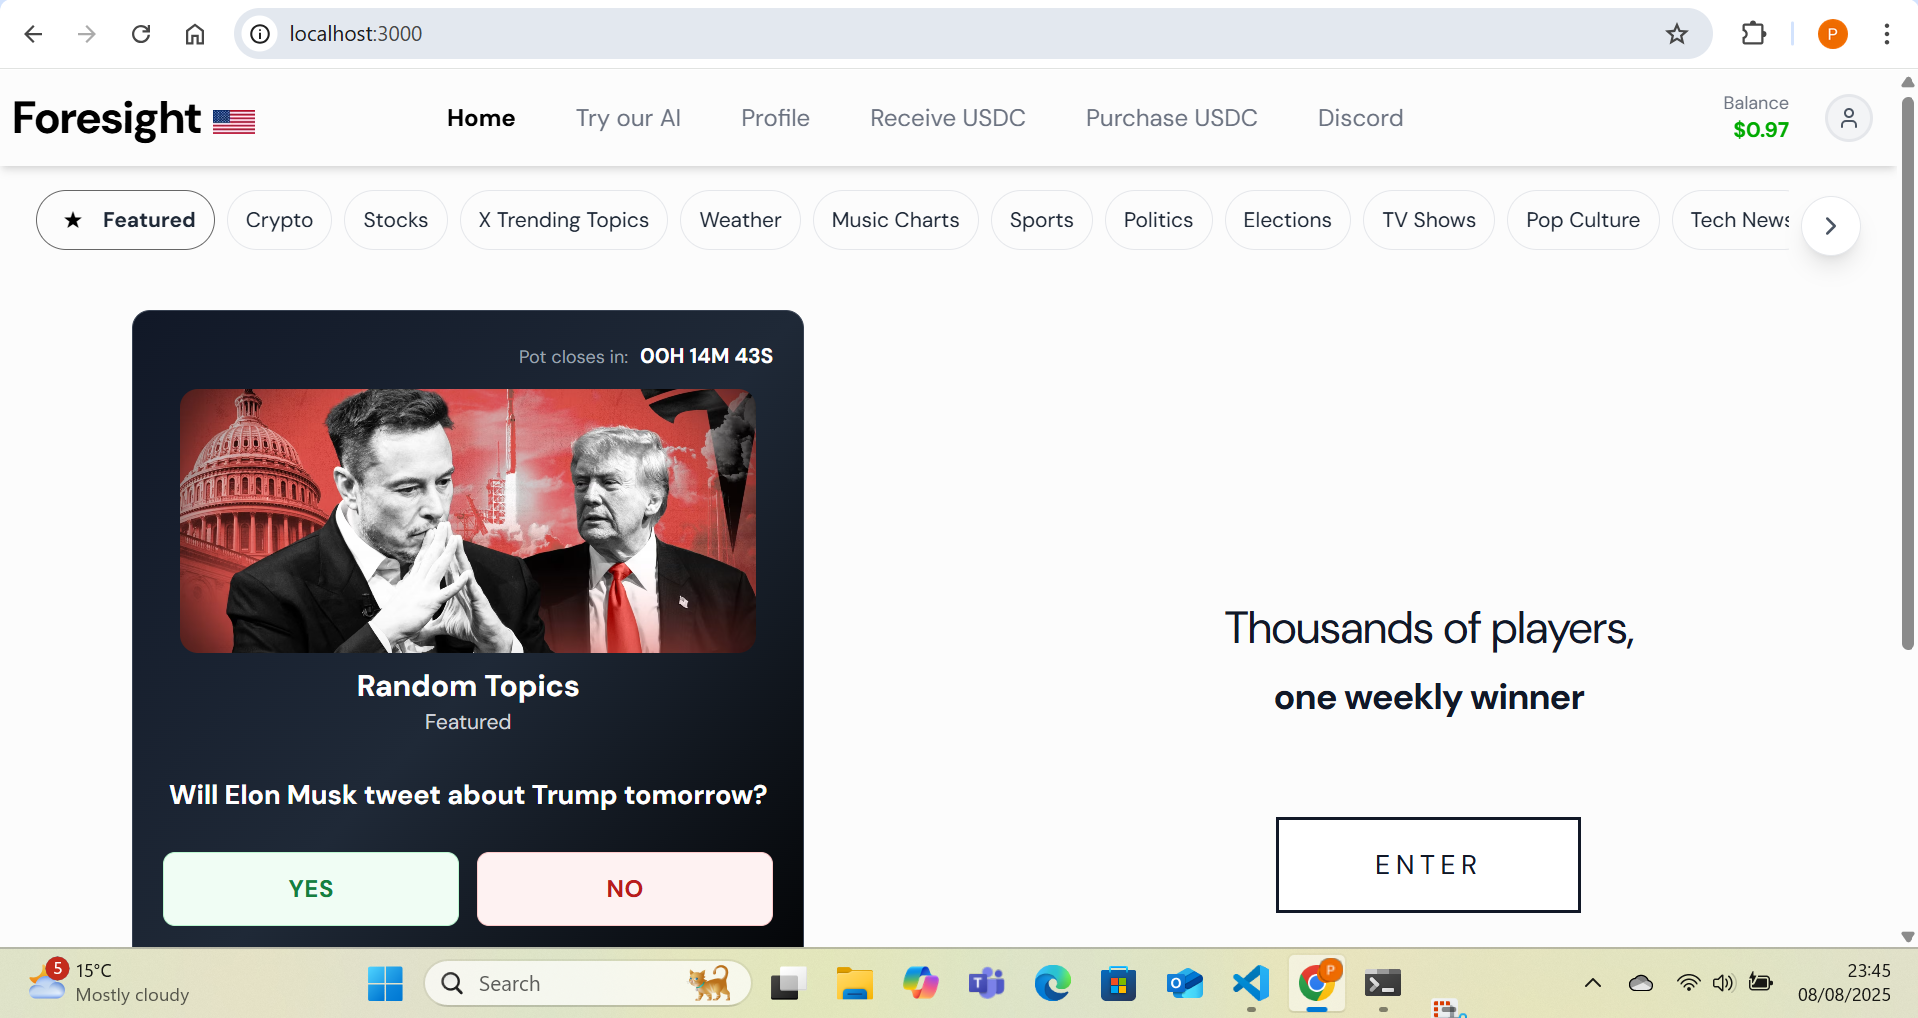 localhost:3000
P
Foresight
Home
Try our AI
Profile
Receive USDC
Purchase USDC
Discord
Balance
$0.97
★ Featured
Crypto
Stocks
X Trending Topics
Weather
Music Charts
Sports
Politics
Elections
TV Shows
Pop Culture
Tech News
Pot closes in: 00H 14M 43S
Random Topics
Featured
Will Elon Musk tweet about Trump tomorrow?
YES
NO
Thousands of players,
one weekly winner
ENTER
5
15°C
Mostly cloudy
Search
P
23:45
08/08/2025